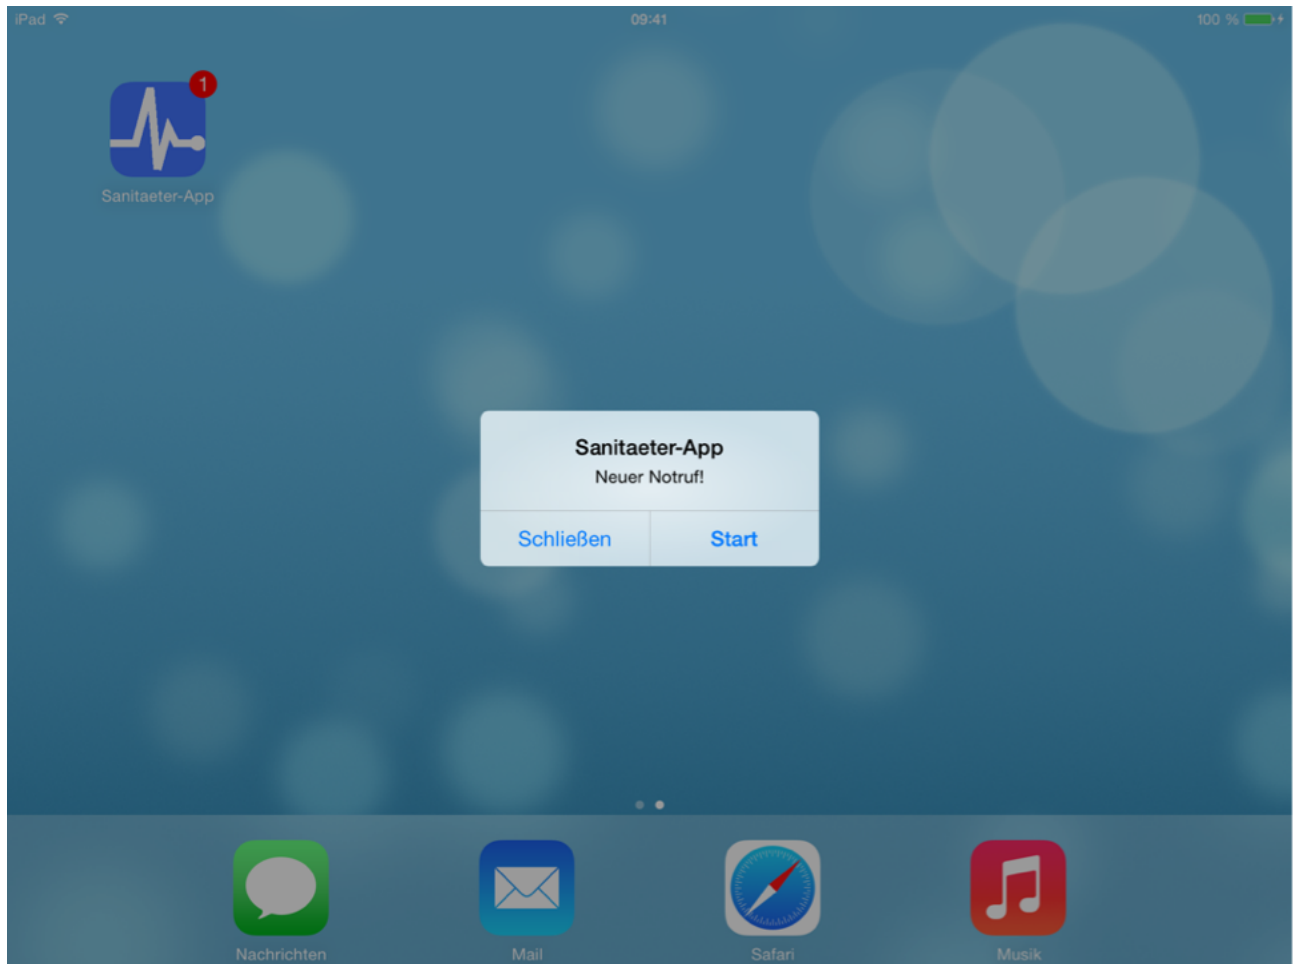 iPad
09:41
100 %
1
Sanitaeter-App
Sanitaeter-App
Neuer Notruf!
Schließen
Start
Nachrichten
Mail
Safari
Musik